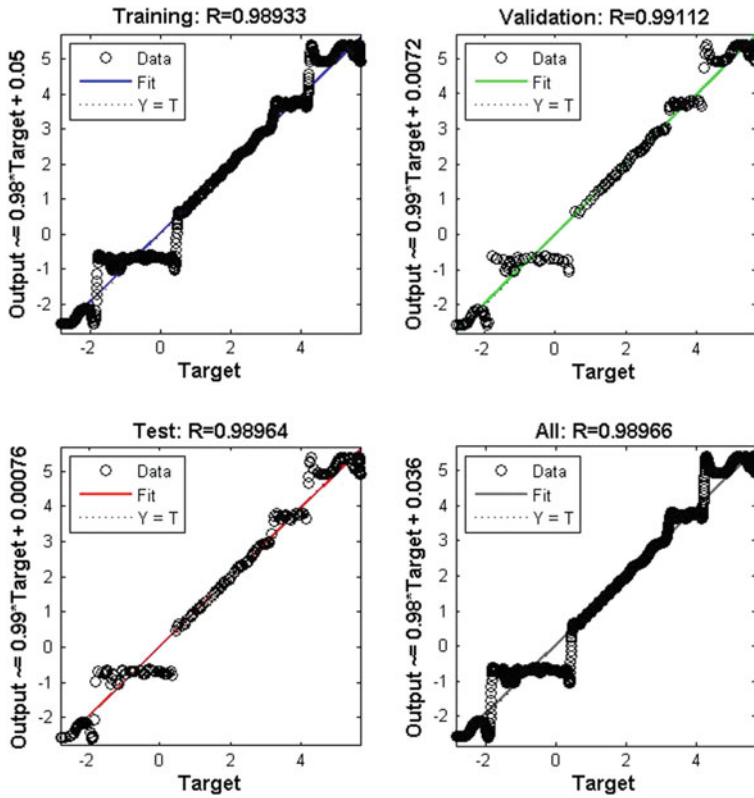 Training: R=0.98933
Output ~= 0.98*Target + 0.05
5
4
3
2
1
0
-1
-2
Data
Fit
Y = T
-2
0
2
4
Target
Validation: R=0.99112
Output ~= 0.99*Target + 0.0072
5
4
3
2
1
0
-1
-2
Data
Fit
Y = T
-2
0
2
4
Target
Test: R=0.98964
Output ~= 0.99*Target + 0.00076
5
4
3
2
1
0
-1
-2
Data
Fit
Y = T
-2
0
2
4
Target
All: R=0.98966
Output ~= 0.98*Target + 0.036
5
4
3
2
1
0
-1
-2
Data
Fit
Y = T
-2
0
2
4
Target